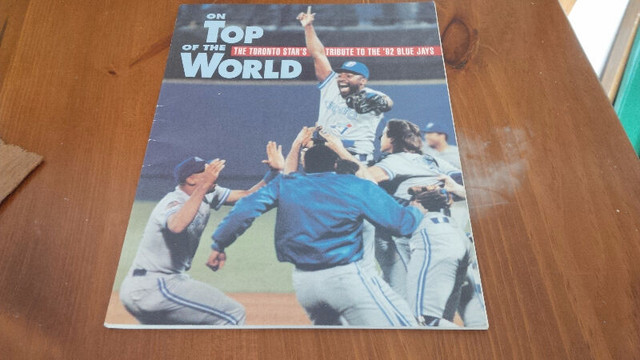 ON
TOP
OF THE
WORLD
THE TORONTO STAR'S TRIBUTE TO THE '92 BLUE JAYS